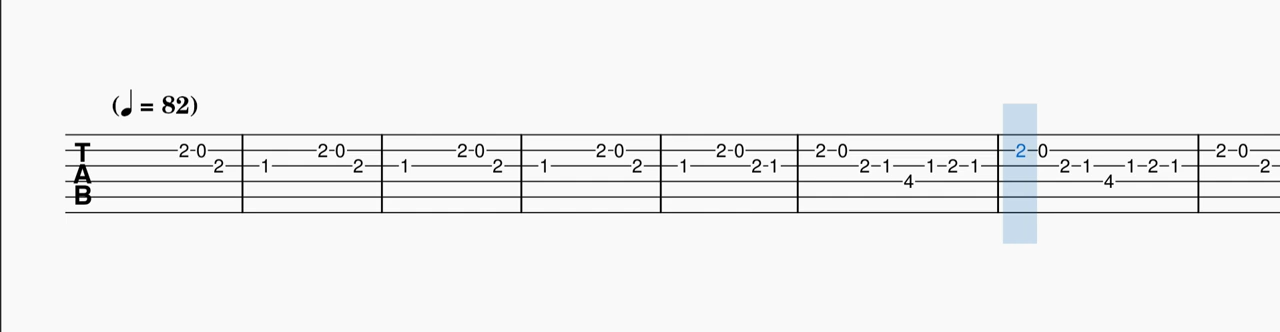 (♩ = 82)
2-0 2-0 2-0 2-0 2-0 2-0 2 0 2-0
T 2 1 2 1 2 1 2 1 2-1 2-1 1-2-1 2-1 1-2-1 2
A 4 4
B